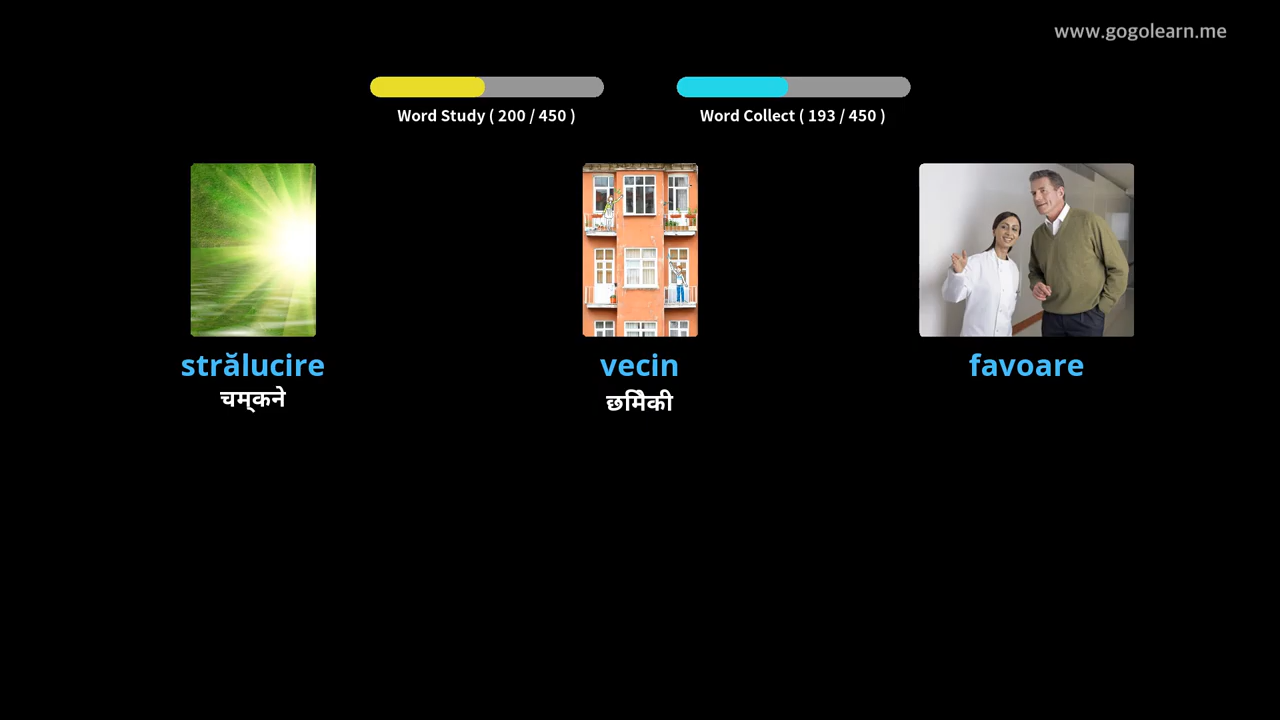 www.gogolearn.me
Word Study ( 200 / 450 )
Word Collect ( 193 / 450 )
strălucire
चम्कने
vecin
छिमेकी
favoare